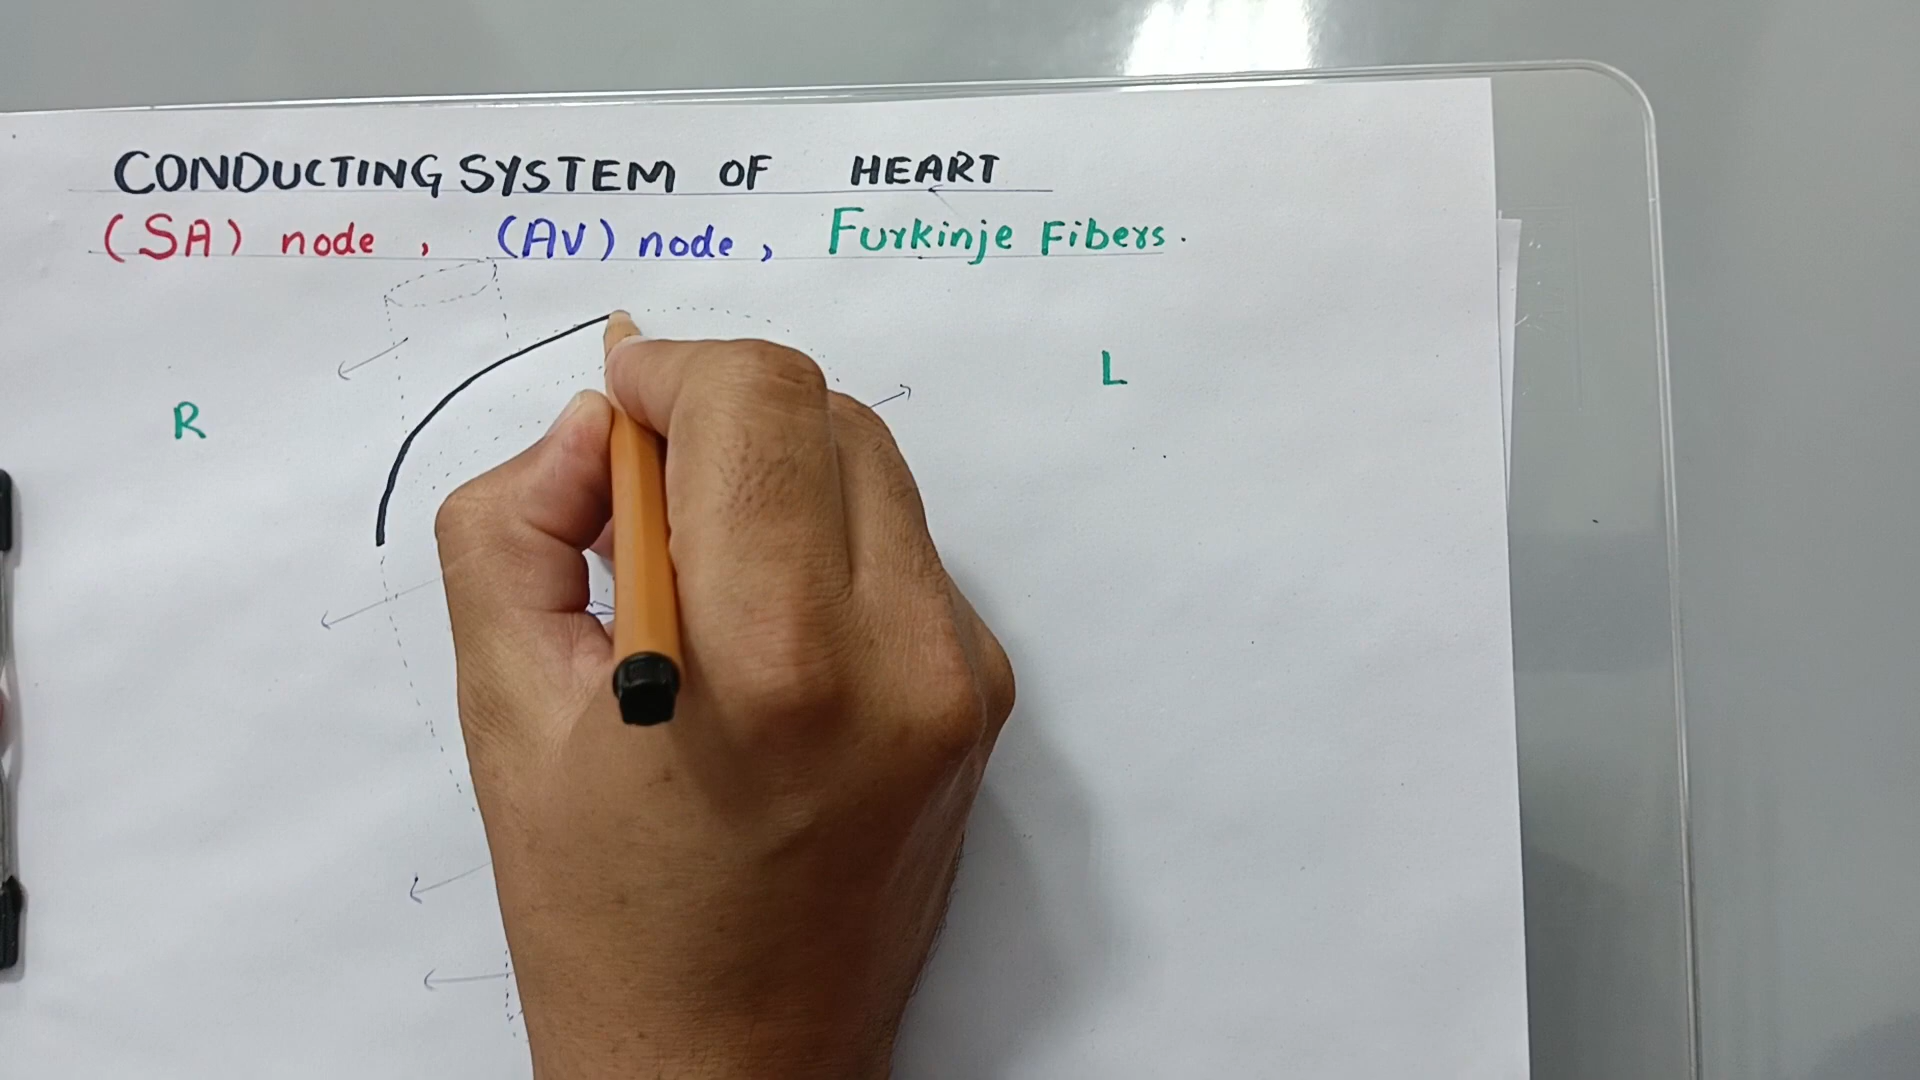 CONDUCTING SYSTEM OF HEART
(SA) node, (AV) node, Furkinje Fibers.
L
R